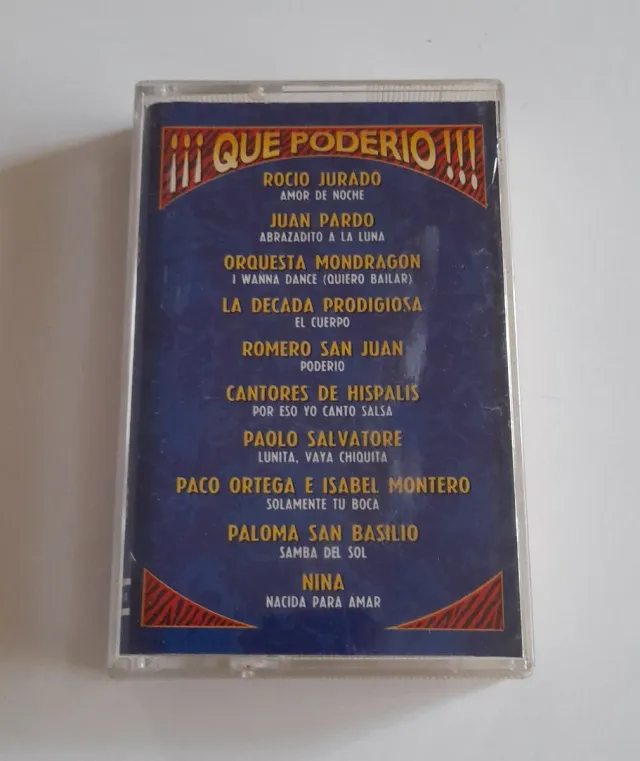 ¡¡¡ QUE PODERIO !!!
ROCIO JURADO
AMOR DE NOCHE
JUAN PARDO
ABRAZADITO A LA LUNA
ORQUESTA MONDRAGON
I WANNA DANCE (QUIERO BAILAR)
LA DECADA PRODIGIOSA
EL CUERPO
ROMERO SAN JUAN
PODERIO
CANTORES DE HISPALIS
POR ESO YO CANTO SALSA
PAOLO SALVATORE
LUNITA, VAYA CHIQUITA
PACO ORTEGA E ISABEL MONTERO
SOLAMENTE TU BOCA
PALOMA SAN BASILIO
SAMBA DEL SOL
NINA
NACIDA PARA AMAR